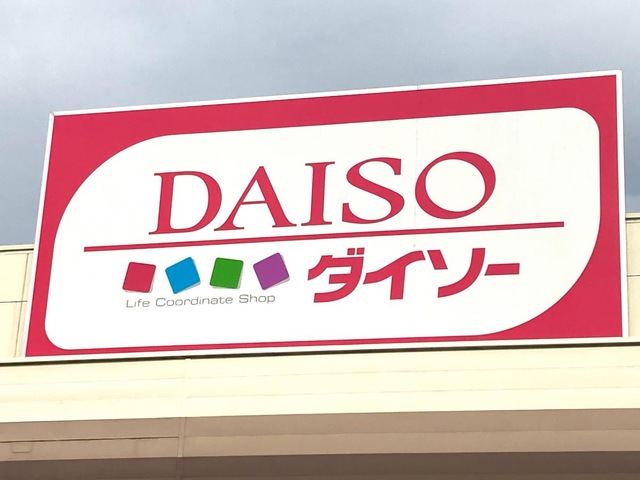 DAISO
ダイソー
Life Coordinate Shop